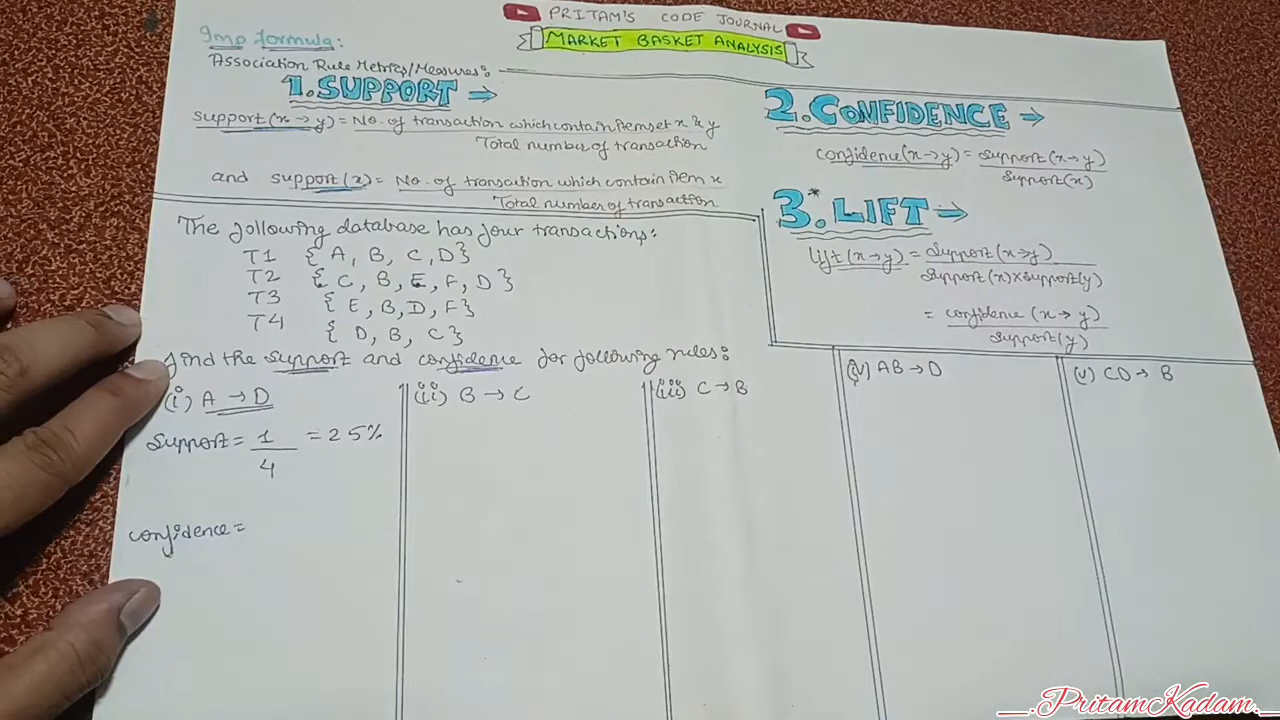 PRITAM'S CODE JOURNAL
MARKET BASKET ANALYSIS
Imp formula:
Association Rule Metrics/Measures:
1. SUPPORT →
support(x→y) = No. of transaction which contain itemset x & y
Total number of transaction
and support(x) = No. of transaction which contain item x
Total number of transaction
2. CONFIDENCE →
confidence(x→y) = support(x→y)
support(x)
3.* LIFT →
lift(x→y) = support(x→y)
support(x) x support(y)
= confidence (x→y)
support(y)
The following database has four transactions:
T1 { A, B, C, D }
T2 { C, B, E, F, D }
T3 { E, B, D, F }
T4 { D, B, C }
find the support and confidence for following rules:
(i) A → D
support = 1 = 25%
4
confidence =
(ii) B → C
(iii) C → B
(iv) AB → D
(v) CD → B
__.PritamKadam.__